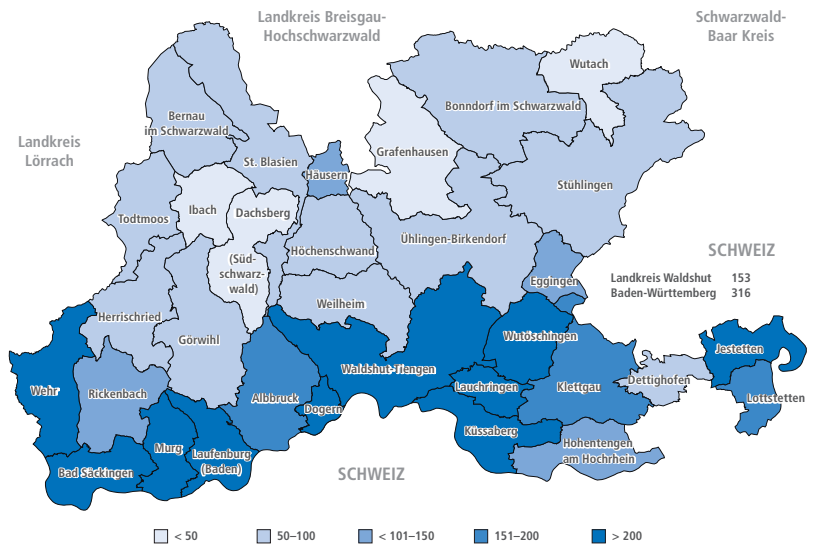 Landkreis Breisgau-
Hochschwarzwald
Schwarzwald-
Baar Kreis
Wutach
Bonndorf im Schwarzwald
Bernau
im Schwarzwald
Landkreis
Lörrach
Grafenhausen
St. Blasien
Häusern
Stühlingen
Ibach
Dachsberg
Todtmoos
Ühlingen-Birkendorf
Höchenschwand
SCHWEIZ
(Süd-
schwarz-
wald)
Eggingen
Landkreis Waldshut 153
Baden-Württemberg 316
Weilheim
Herrischried
Görwihl
Wutöschingen
Jestetten
Waldshut-Tiengen
Dettighofen
Wehr
Rickenbach
Lauchringen
Klettgau
Albbruck
Lottstetten
Dogern
Küssaberg
Murg
Laufenburg
(Baden)
Hohentengen
am Hochrhein
Bad Säckingen
SCHWEIZ
< 50
50–100
< 101–150
151–200
> 200